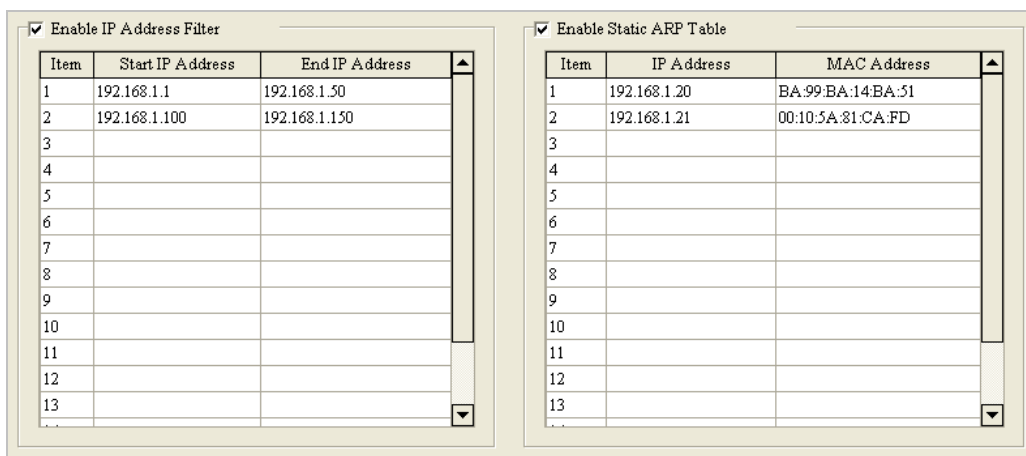 Enable IP Address Filter
Item Start IP Address End IP Address
1 192.168.1.1 192.168.1.50
2 192.168.1.100 192.168.1.150
3
4
5
6
7
8
9
10
11
12
13
Enable Static ARP Table
Item IP Address MAC Address
1 192.168.1.20 BA:99:BA:14:BA:51
2 192.168.1.21 00:10:5A:81:CA:FD
3
4
5
6
7
8
9
10
11
12
13